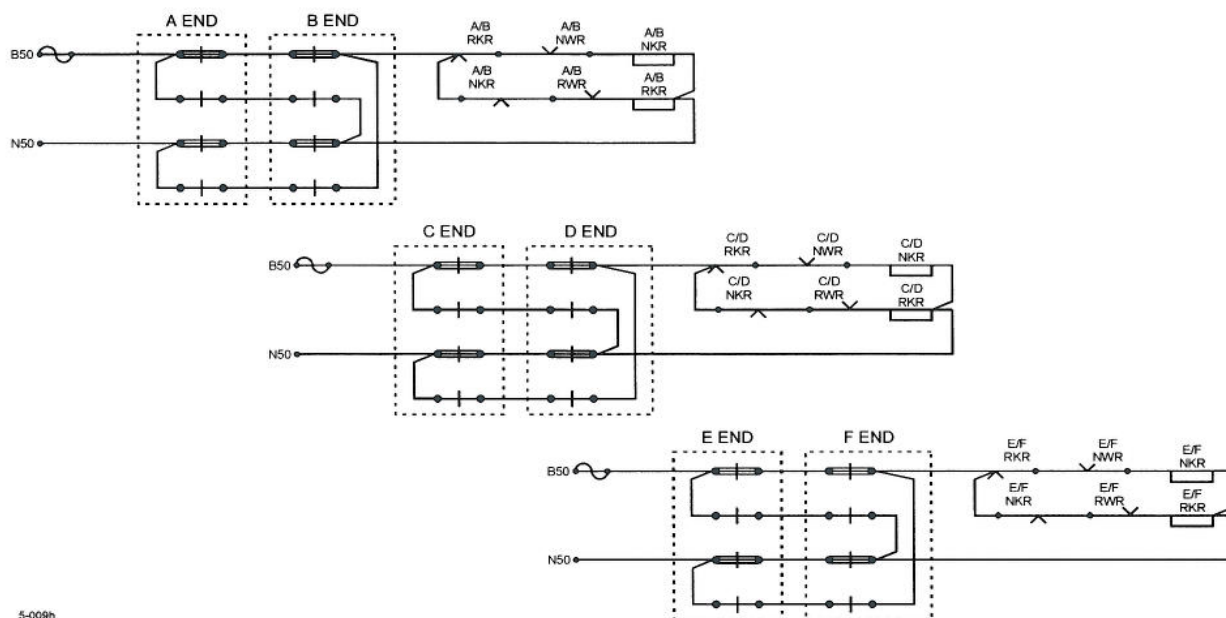 A END B END
A/B RKR A/B NWR A/B NKR
B50
A/B NKR A/B RWR A/B RKR
N50
C END D END
C/D RKR C/D NWR C/D NKR
B50
C/D NKR C/D RWR C/D RKR
N50
E END F END
E/F RKR E/F NWR E/F NKR
B50
E/F NKR E/F RWR E/F RKR
N50
5-009h